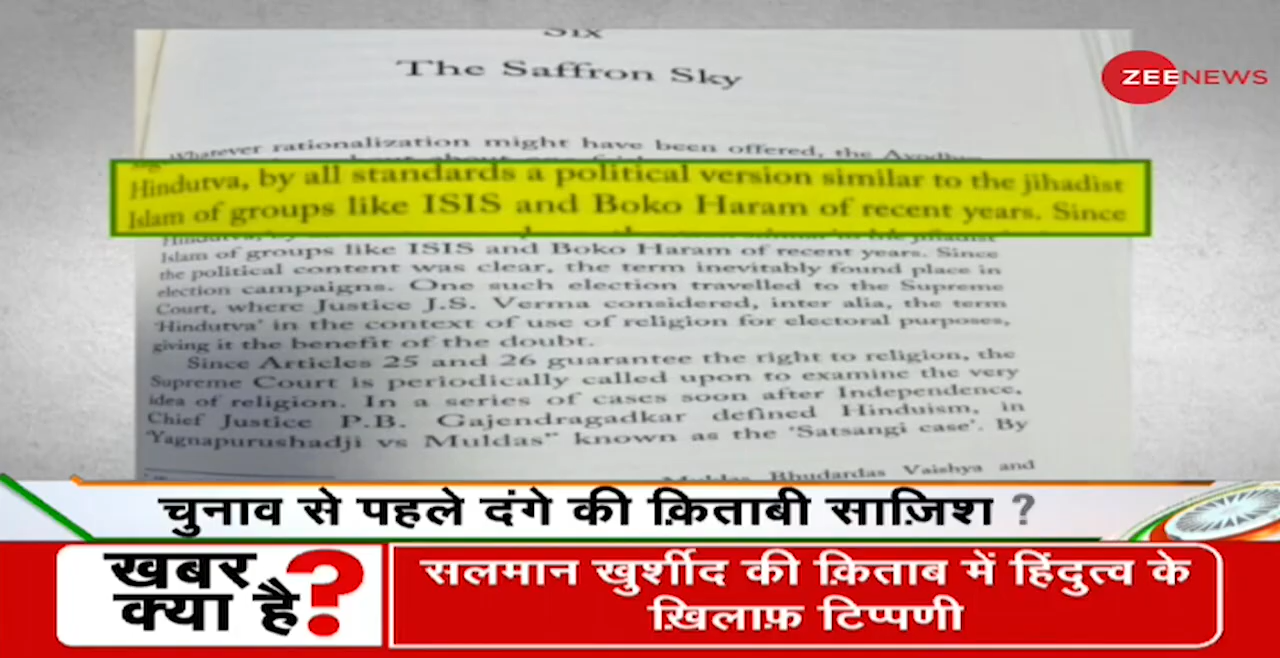 Six
The Saffron Sky
ZEENEWS
Whatever rationalization might have been offered, the
Hindutva, by all standards a political version similar to the jihadist
Islam of groups like ISIS and Boko Haram of recent years. Since
Islam of groups like ISIS and Boko Haram of recent years. Since
the political content was clear, the term inevitably found place in
election campaigns. One such election travelled to the Supreme
Court, where Justice J.S. Verma considered, inter alia, the term
'Hindutva' in the context of use of religion for electoral purposes,
giving it the benefit of the doubt.
Since Articles 25 and 26 guarantee the right to religion, the
Supreme Court is periodically called upon to examine the very
idea of religion. In a series of cases soon after Independence,
Chief Justice P.B. Gajendragadkar defined Hinduism, in
'Yagnapurushadji vs Muldas" known as the 'Satsangi case'. By
Muldas Bhudardas Vaishya and
चुनाव से पहले दंगे की क़िताबी साज़िश ?
खबर
क्या है?
सलमान खुर्शीद की क़िताब में हिंदुत्व के
ख़िलाफ़ टिप्पणी